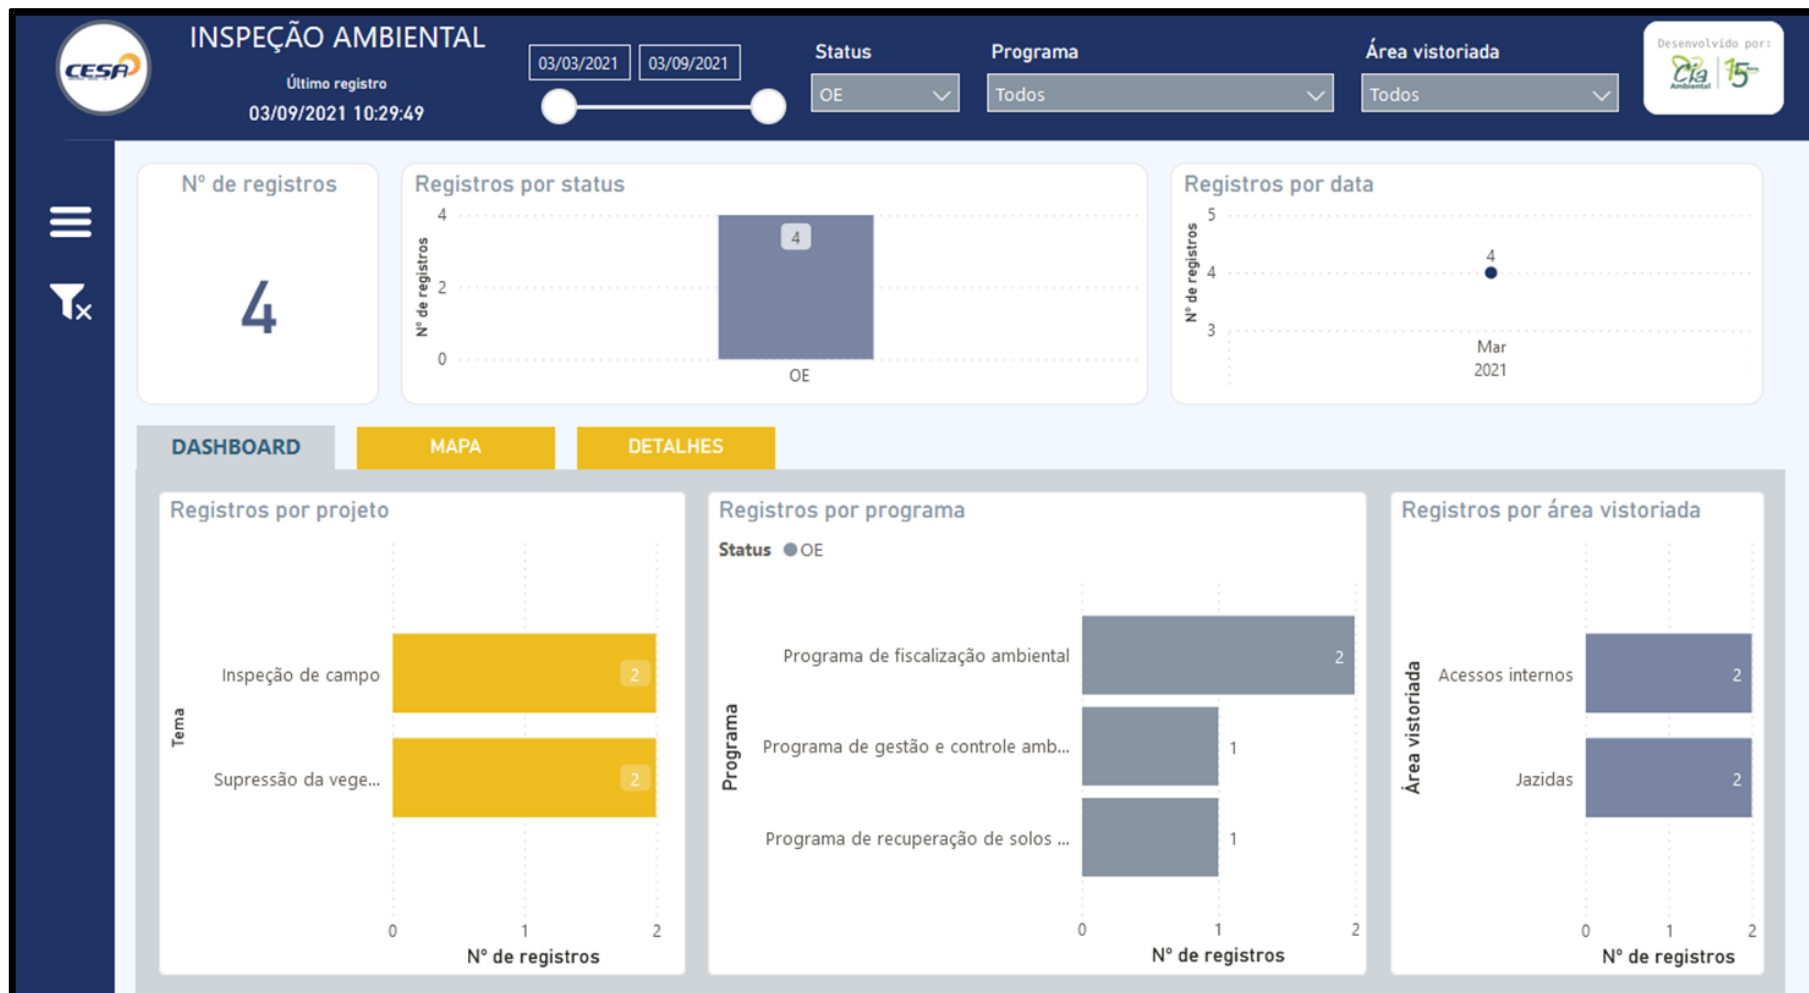 CESA
INSPEÇÃO AMBIENTAL
Último registro
03/09/2021 10:29:49
03/03/2021
03/09/2021
Status
OE
Programa
Todos
Área vistoriada
Todos
Desenvolvido por:
Cia
Ambiental
15
Nº de registros
4
Registros por status
Nº de registros
4
2
0
4
OE
Registros por data
Nº de registros
5
4
3
4
Mar
2021
DASHBOARD
MAPA
DETALHES
Registros por projeto
Tema
Inspeção de campo
2
Supressão da vege...
2
0
1
2
Nº de registros
Registros por programa
Status
OE
Programa
Programa de fiscalização ambiental
2
Programa de gestão e controle amb...
1
Programa de recuperação de solos ...
1
0
1
2
Nº de registros
Registros por área vistoriada
Área vistoriada
Acessos internos
2
Jazidas
2
0
1
2
Nº de registros